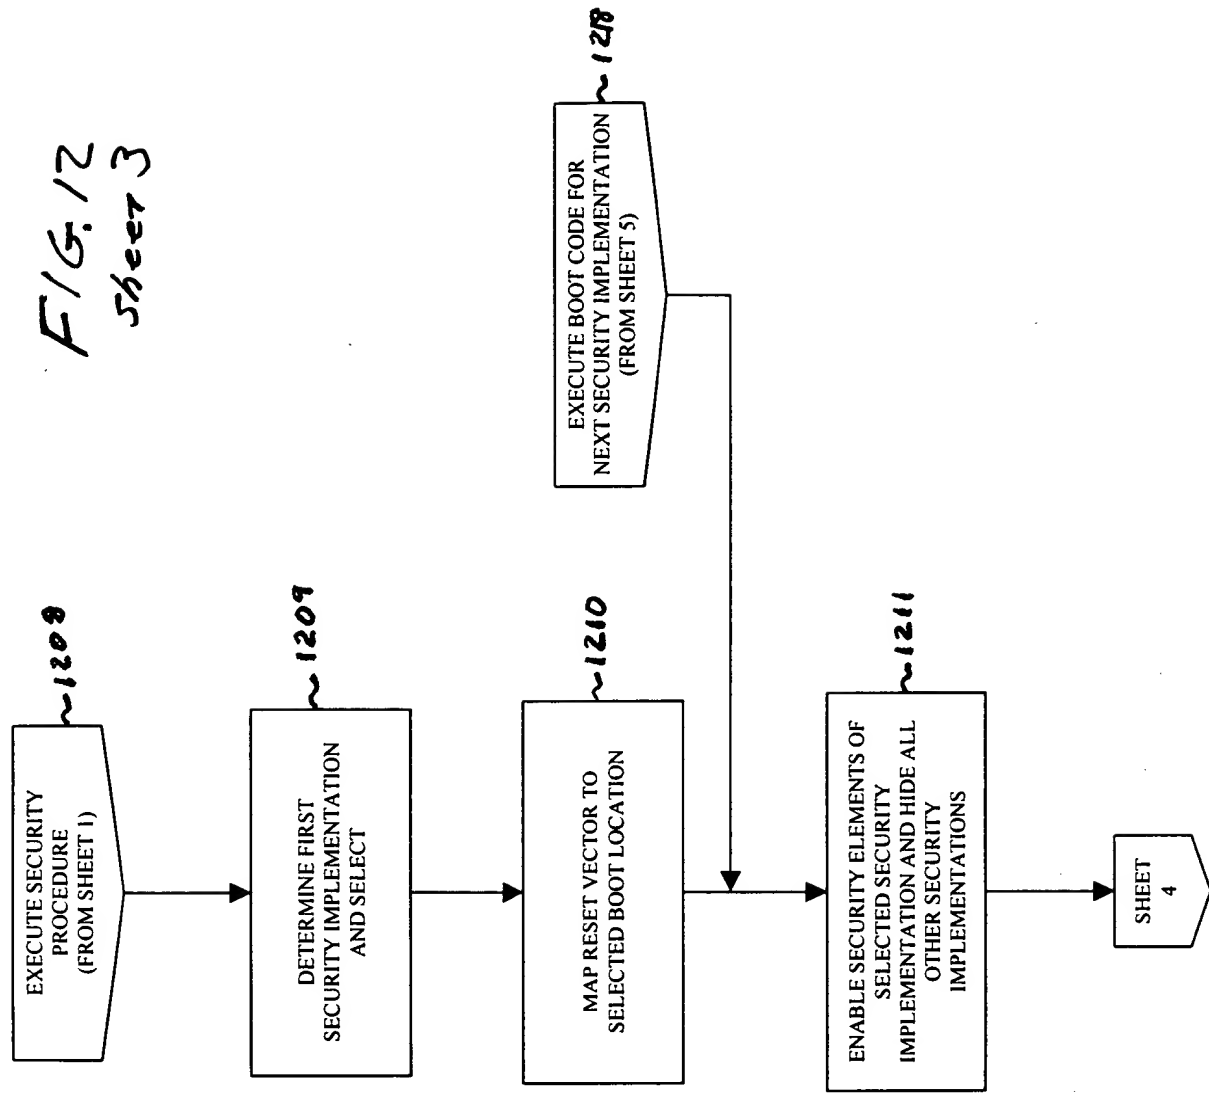 FIG. 12
Sheet 3
EXECUTE SECURITY
PROCEDURE
(FROM SHEET 1)
~1208
DETERMINE FIRST
SECURITY IMPLEMENTATION
AND SELECT
~1209
MAP RESET VECTOR TO
SELECTED BOOT LOCATION
~1210
EXECUTE BOOT CODE FOR
NEXT SECURITY IMPLEMENTATION
(FROM SHEET 5)
~1218
ENABLE SECURITY ELEMENTS OF
SELECTED SECURITY
IMPLEMENTATION AND HIDE ALL
OTHER SECURITY
IMPLEMENTATIONS
~1211
SHEET
4